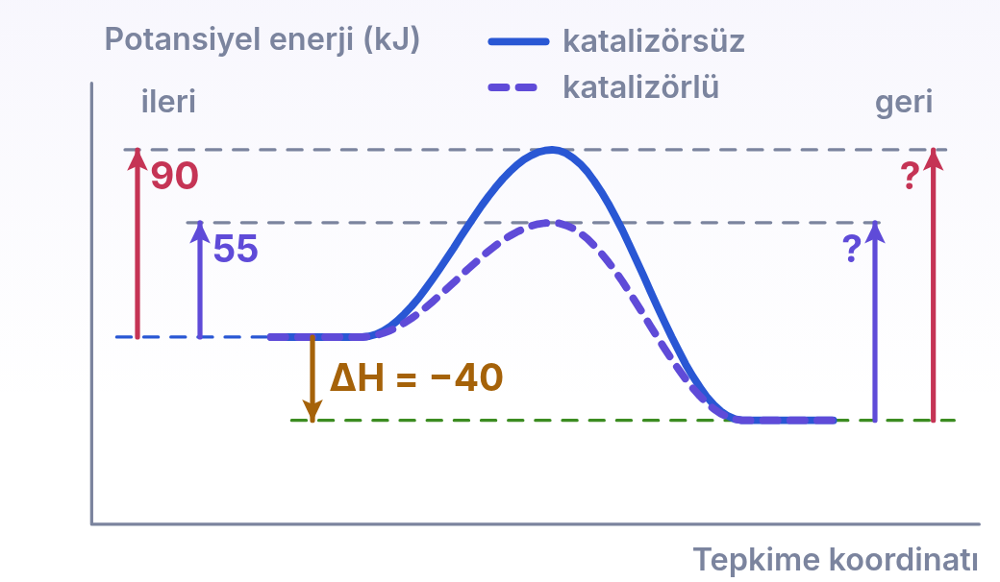 Potansiyel enerji (kJ)
katalizörsüz
katalizörlü
ileri
geri
90
?
55
?
ΔH = −40
Tepkime koordinatı